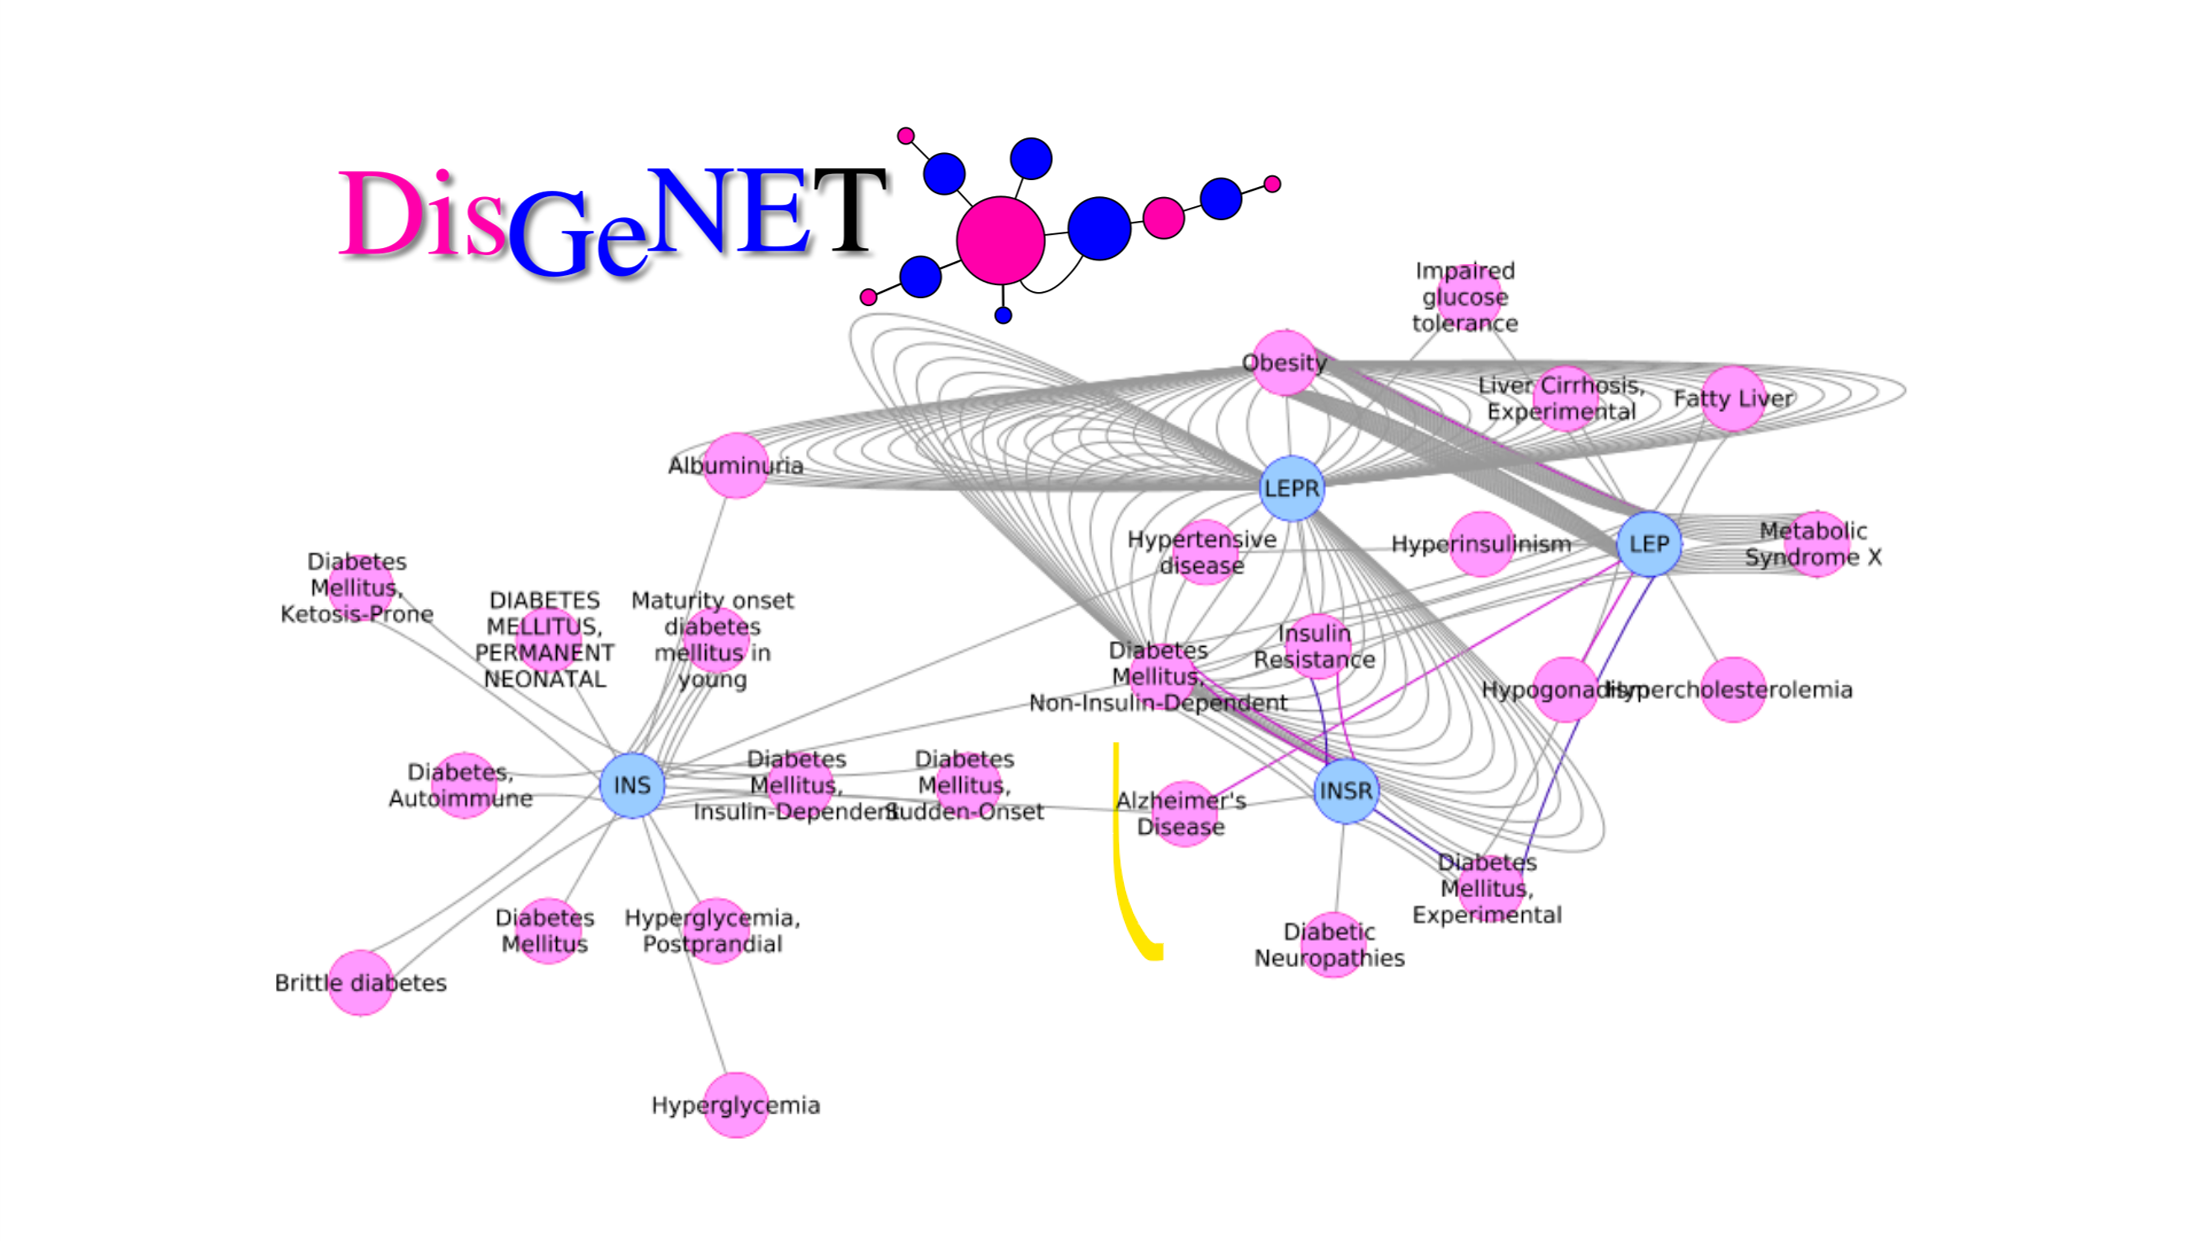 DisGeNET
Impaired
glucose
tolerance
Obesity
Liver Cirrhosis,
Experimental
Fatty Liver
Albuminuria
LEPR
Hypertensive
disease
Hyperinsulinism
LEP
Metabolic
Syndrome X
Diabetes
Mellitus,
Ketosis-Prone
DIABETES
MELLITUS,
PERMANENT
NEONATAL
Maturity onset
diabetes
mellitus in
young
Diabetes
Mellitus,
Non-Insulin-Dependent
Insulin
Resistance
Hypogonadism
Hypercholesterolemia
Diabetes,
Autoimmune
INS
Diabetes
Mellitus,
Insulin-Dependent
Diabetes
Mellitus,
Sudden-Onset
Alzheimer's
Disease
INSR
Diabetes
Mellitus,
Experimental
Diabetes
Mellitus
Hyperglycemia,
Postprandial
Diabetic
Neuropathies
Brittle diabetes
Hyperglycemia